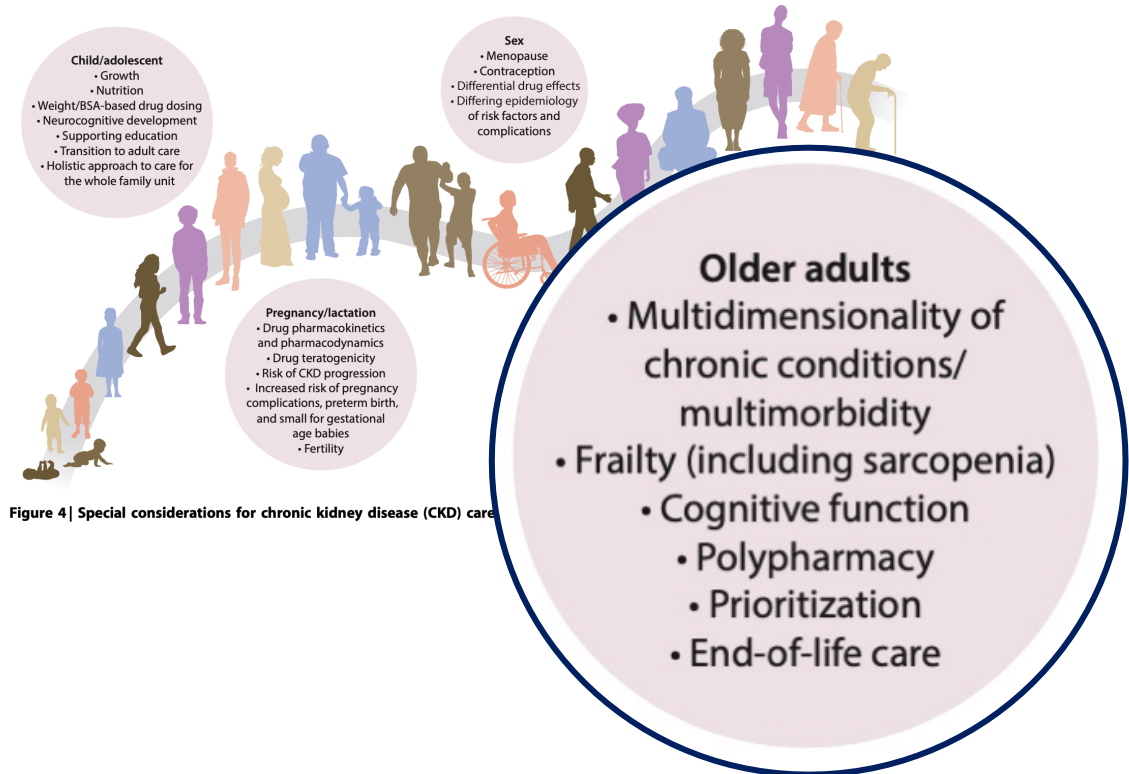 Child/adolescent
• Growth
• Nutrition
• Weight/BSA-based drug dosing
• Neurocognitive development
• Supporting education
• Transition to adult care
• Holistic approach to care for
the whole family unit
Sex
• Menopause
• Contraception
• Differential drug effects
• Differing epidemiology
of risk factors and
complications
Pregnancy/lactation
• Drug pharmacokinetics
and pharmacodynamics
• Drug teratogenicity
• Risk of CKD progression
• Increased risk of pregnancy
complications, preterm birth,
and small for gestational
age babies
• Fertility
Older adults
• Multidimensionality of
chronic conditions/
multimorbidity
• Frailty (including sarcopenia)
• Cognitive function
• Polypharmacy
• Prioritization
• End-of-life care
Figure 4 | Special considerations for chronic kidney disease (CKD) care